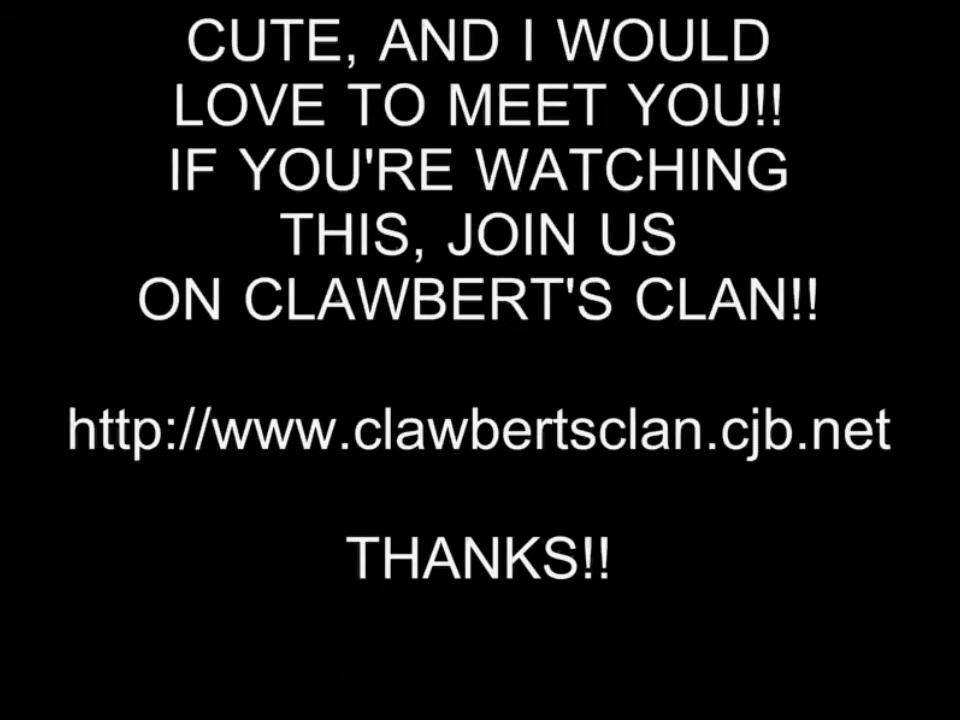 CUTE, AND I WOULD
LOVE TO MEET YOU!!
IF YOU'RE WATCHING
THIS, JOIN US
ON CLAWBERT'S CLAN!!
http://www.clawbertsclan.cjb.net
THANKS!!